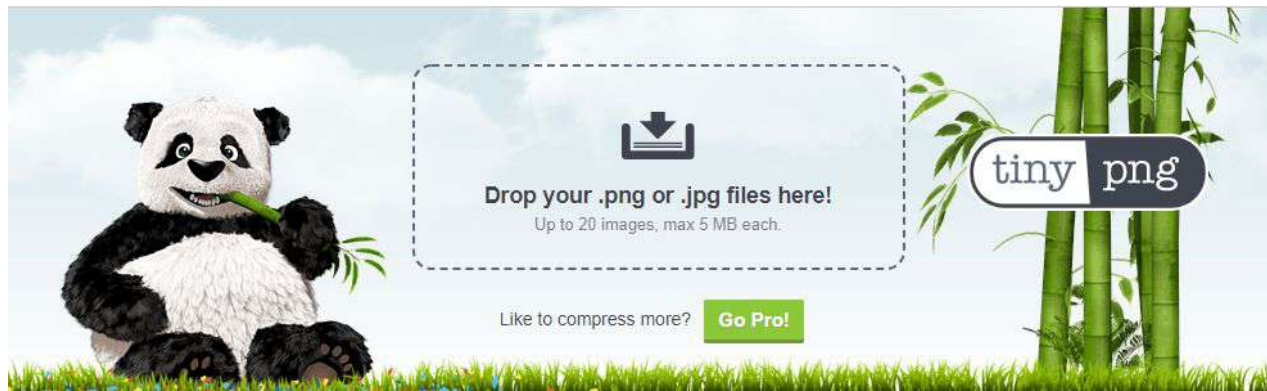 Drop your .png or .jpg files here!
Up to 20 images, max 5 MB each.
tiny png
Like to compress more? Go Pro!